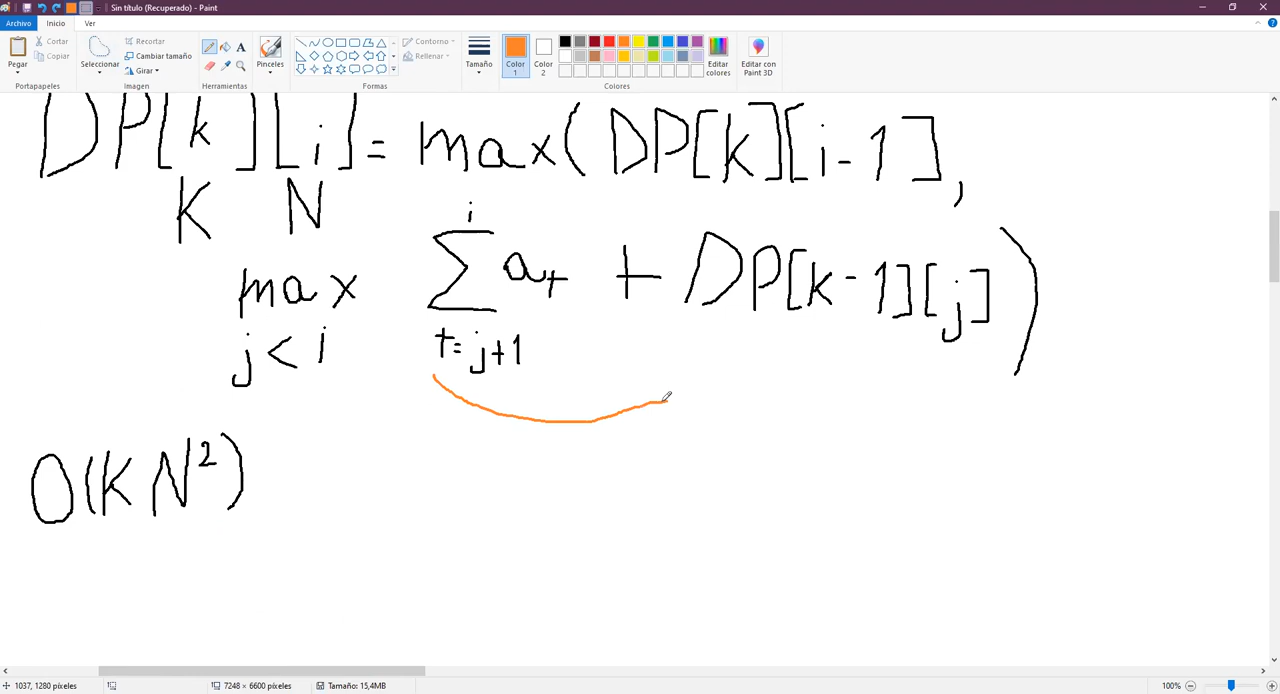 Sin título (Recuperado) - Paint
Archivo Inicio Ver
Pegar Cortar Copiar Seleccionar Recortar Cambiar tamaño Girar A Pinceles Contorno Rellenar Tamaño Color 1 Color 2 Editar colores Editar con Paint 3D
Portapapeles Imagen Herramientas Formas Colores
DP[k][i] = max(DP[k][i-1],
K N
max j<i ∑ t=j+1 i a_t + DP[k-1][j])
O(KN²)
1037, 1280 píxeles 7248 × 6600 píxeles Tamaño: 15,4MB 100%